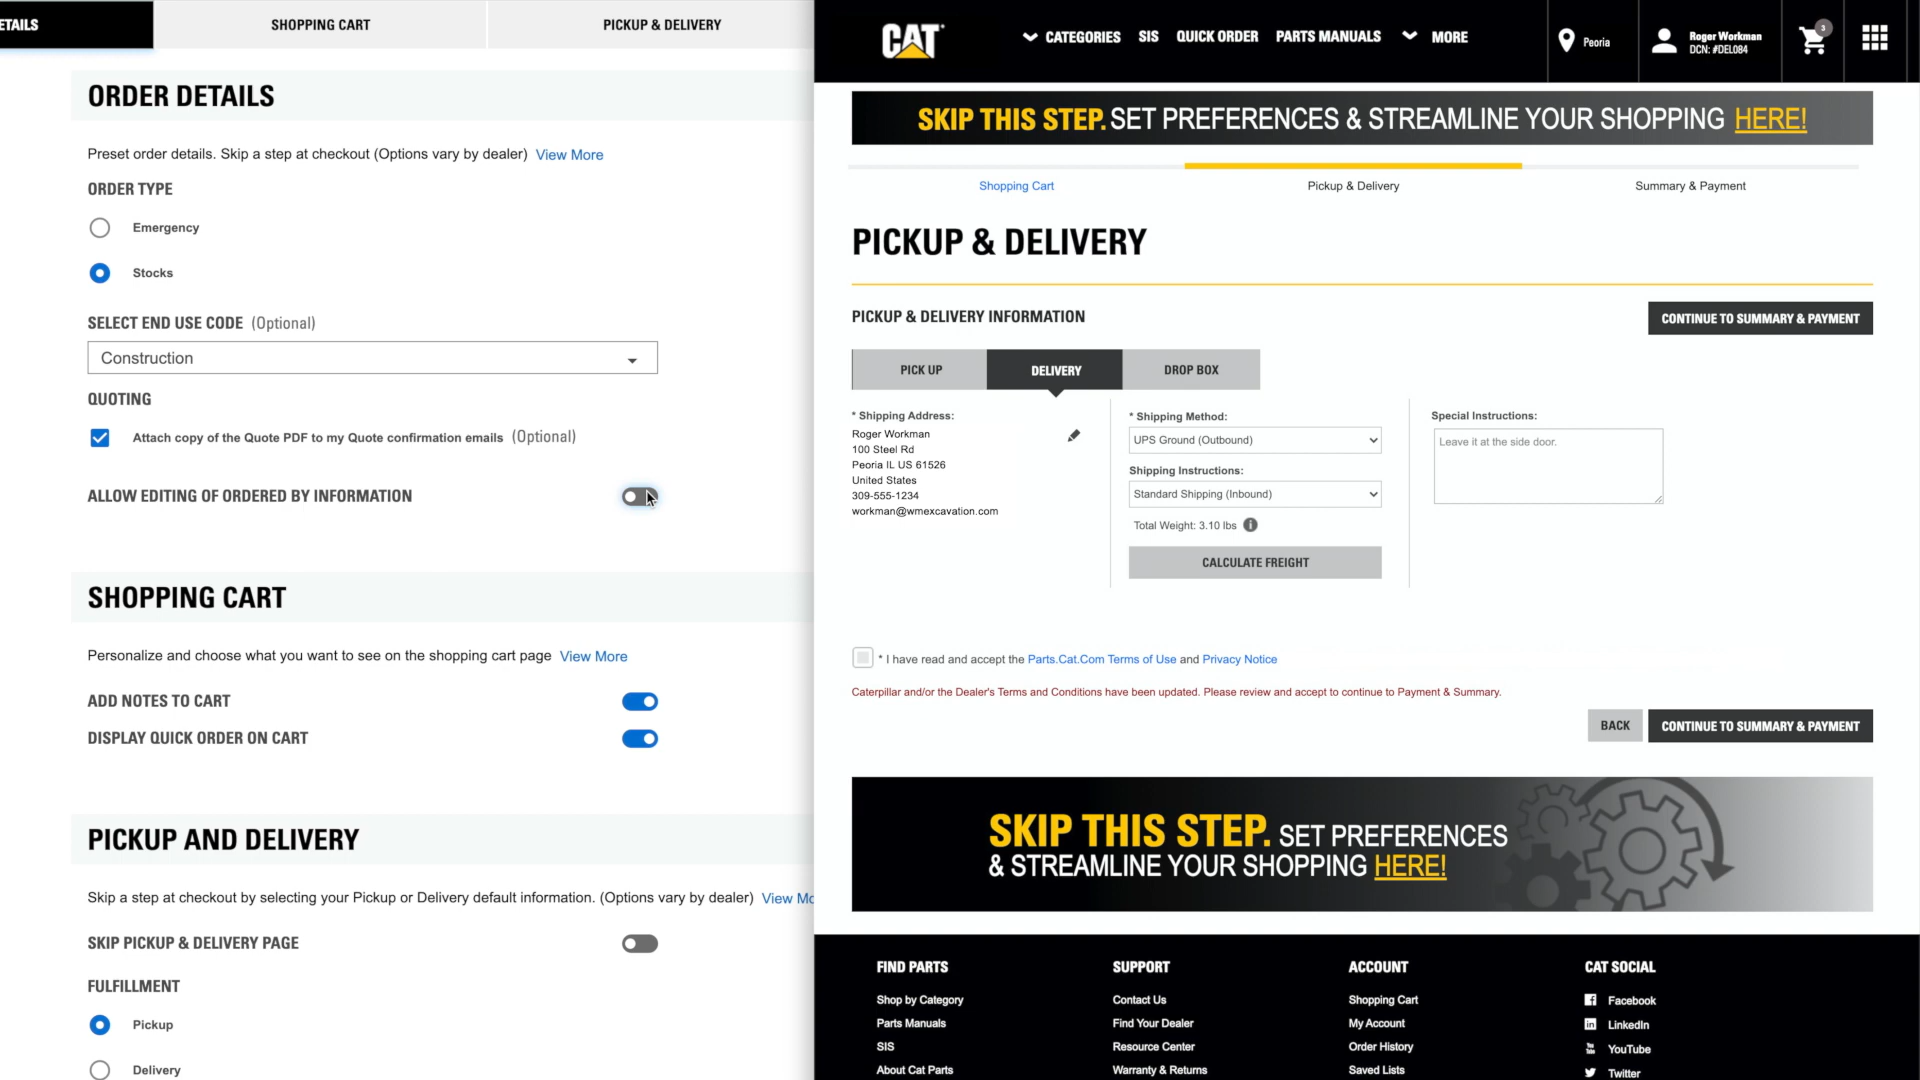 ETAILS
SHOPPING CART
PICKUP & DELIVERY
ORDER DETAILS
Preset order details. Skip a step at checkout (Options vary by dealer) View More
ORDER TYPE
Emergency
Stocks
SELECT END USE CODE (Optional)
Construction
QUOTING
Attach copy of the Quote PDF to my Quote confirmation emails (Optional)
ALLOW EDITING OF ORDERED BY INFORMATION
SHOPPING CART
Personalize and choose what you want to see on the shopping cart page View More
ADD NOTES TO CART
DISPLAY QUICK ORDER ON CART
PICKUP AND DELIVERY
Skip a step at checkout by selecting your Pickup or Delivery default information. (Options vary by dealer) View Mo
SKIP PICKUP & DELIVERY PAGE
FULFILLMENT
Pickup
Delivery
CAT
CATEGORIES
SIS
QUICK ORDER
PARTS MANUALS
MORE
Peoria
Roger Workman
DCN: #DEL084
3
SKIP THIS STEP. SET PREFERENCES & STREAMLINE YOUR SHOPPING HERE!
Shopping Cart
Pickup & Delivery
Summary & Payment
PICKUP & DELIVERY
PICKUP & DELIVERY INFORMATION
CONTINUE TO SUMMARY & PAYMENT
PICK UP
DELIVERY
DROP BOX
* Shipping Address:
Roger Workman
100 Steel Rd
Peoria IL US 61526
United States
309-555-1234
workman@wmexcavation.com
* Shipping Method:
UPS Ground (Outbound)
Shipping Instructions:
Standard Shipping (Inbound)
Total Weight: 3.10 lbs
CALCULATE FREIGHT
Special Instructions:
Leave it at the side door.
* I have read and accept the Parts.Cat.Com Terms of Use and Privacy Notice
Caterpillar and/or the Dealer's Terms and Conditions have been updated. Please review and accept to continue to Payment & Summary.
BACK
CONTINUE TO SUMMARY & PAYMENT
SKIP THIS STEP. SET PREFERENCES
& STREAMLINE YOUR SHOPPING HERE!
FIND PARTS
Shop by Category
Parts Manuals
SIS
About Cat Parts
SUPPORT
Contact Us
Find Your Dealer
Resource Center
Warranty & Returns
ACCOUNT
Shopping Cart
My Account
Order History
Saved Lists
CAT SOCIAL
Facebook
LinkedIn
YouTube
Twitter